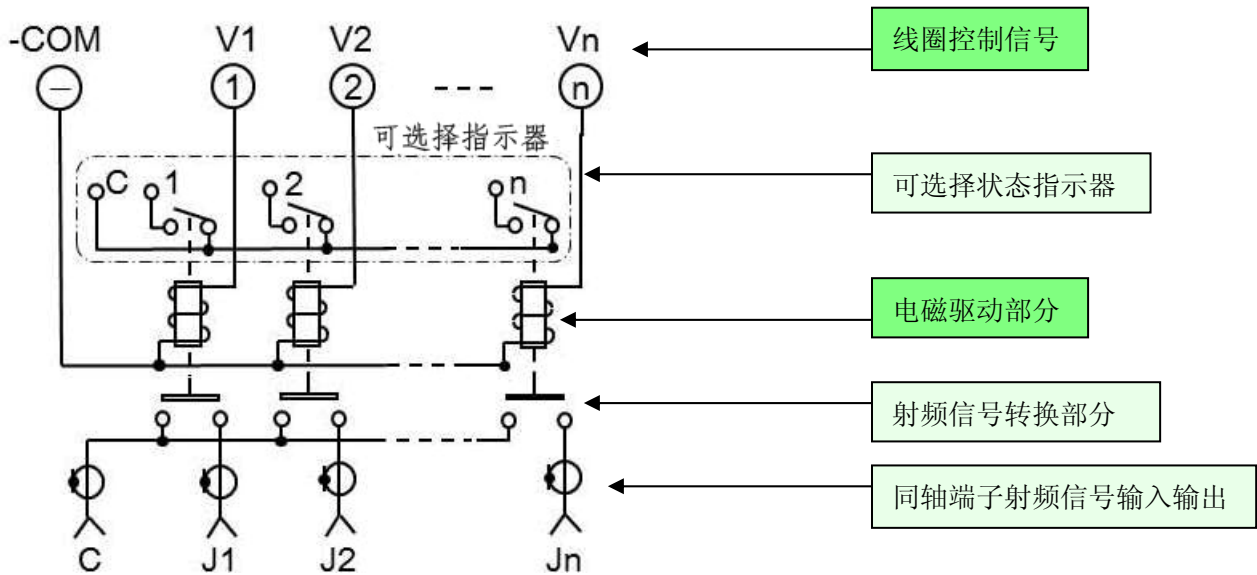 -COM V1 V2 Vn
线圈控制信号
− 1 2 ---- n
可选择指示器
C 1 2 n
可选择状态指示器
电磁驱动部分
射频信号转换部分
同轴端子射频信号输入输出
C J1 J2 Jn